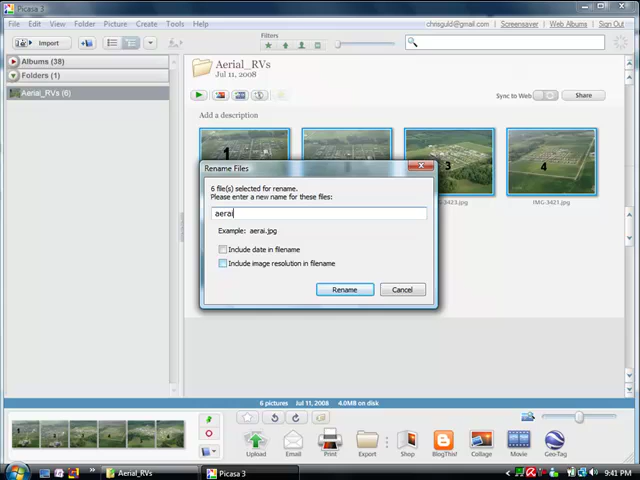 Picasa 3
File Edit View Folder Picture Create Tools Help
chrisguld@gmail.com Screensaver Web Albums Sign Out
Import
Filters
Albums (38)
Folders (1)
Aerial_RVs (6)
Aerial_RVs
Jul 11, 2008
Sync to Web
Share
Add a description
1
3
4
IMG-3421.jpg
Rename Files
6 file(s) selected for rename.
Please enter a new name for these files:
aerai
Example: aerai.jpg
Include date in filename
Include image resolution in filename
Rename Cancel
6 pictures Jul 11, 2008 4.0MB on disk
Upload Email Print Export Shop BlogThis! Collage Movie Geo-Tag
Aerial_RVs
Picasa 3
9:41 PM